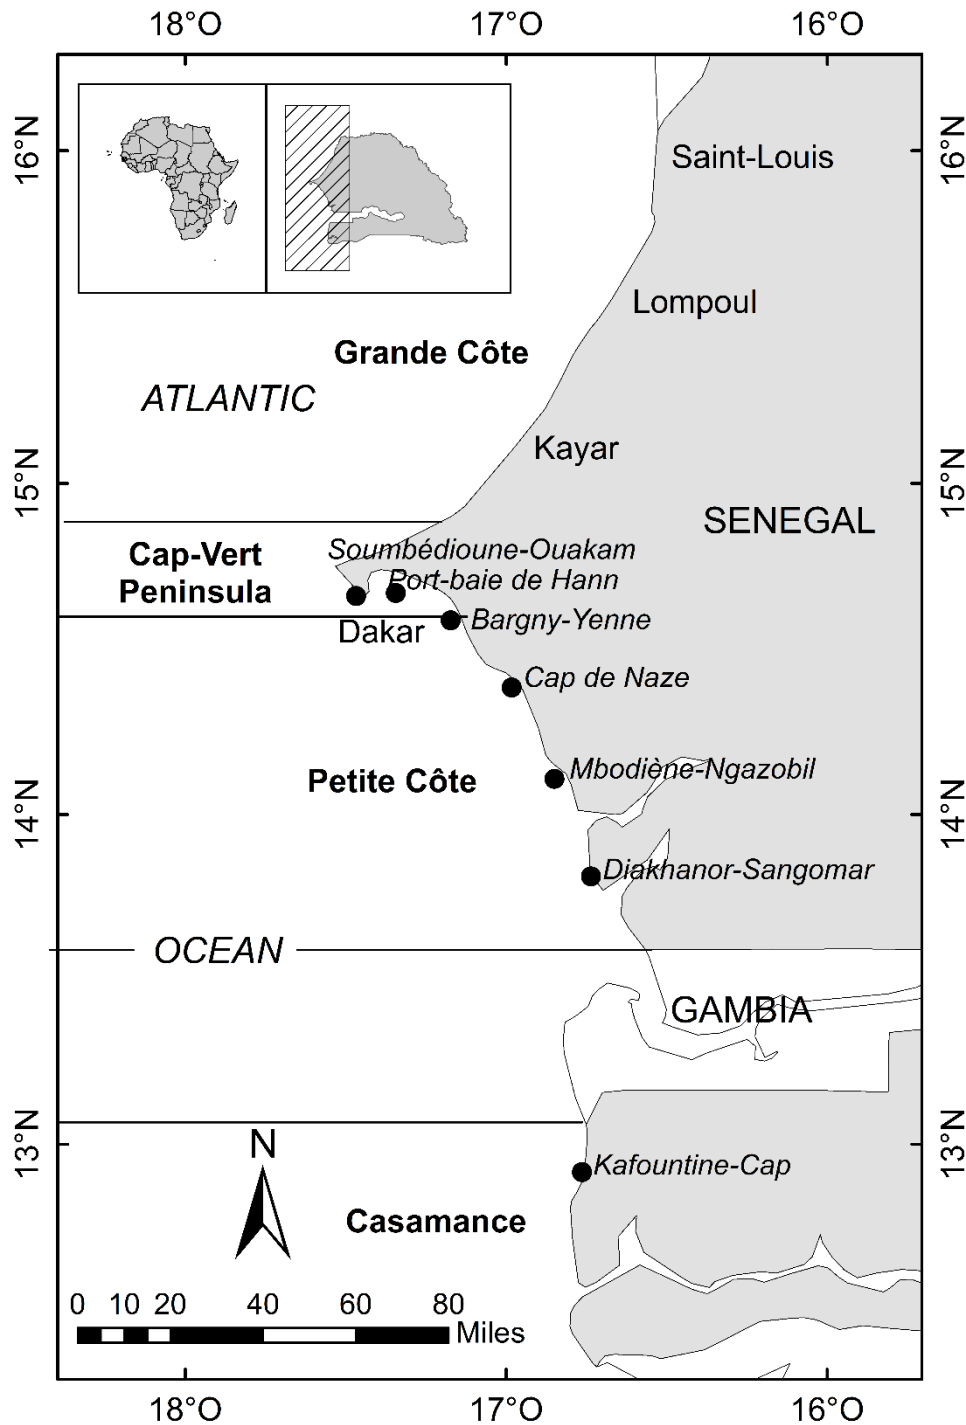 18°O 17°O 16°O
16°N 16°N
Saint-Louis
Lompoul
Grande Côte
ATLANTIC
Kayar
15°N 15°N
SENEGAL
Cap-Vert
Peninsula
Soumbédioune-Ouakam
Port-baie de Hann
Bargny-Yenne
Dakar
Cap de Naze
Petite Côte
Mbodiène-Ngazobil
14°N 14°N
Diakhanor-Sangomar
OCEAN
GAMBIA
13°N 13°N
N
Kafountine-Cap
Casamance
0 10 20 40 60 80
Miles
18°O 17°O 16°O